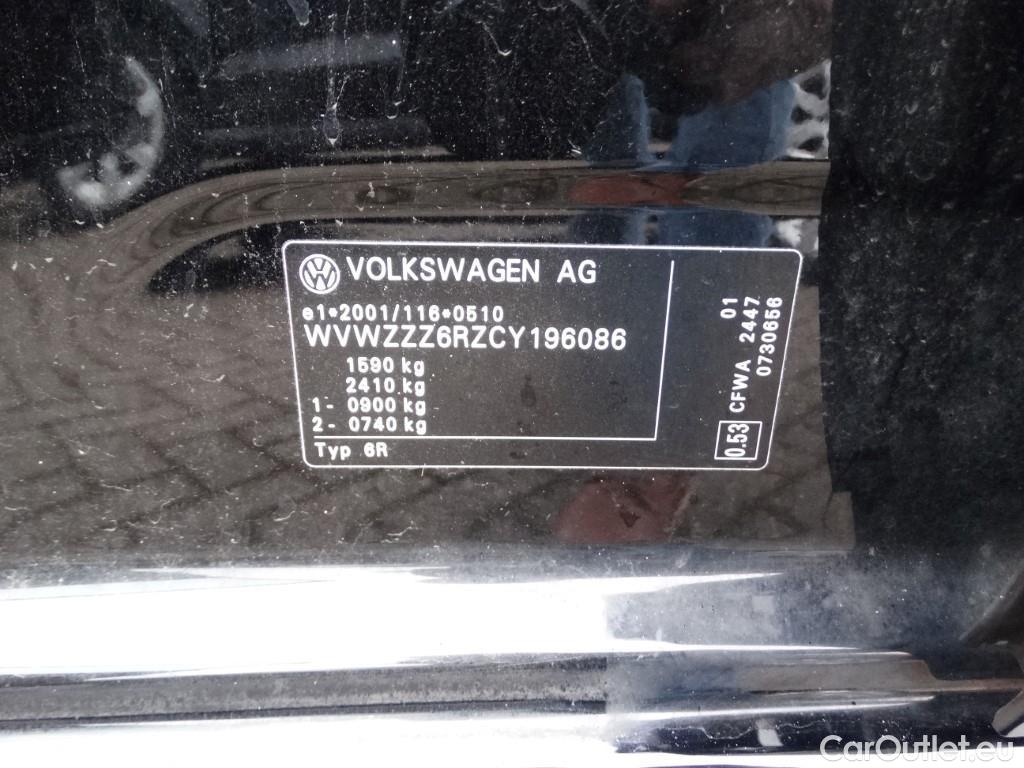 VOLKSWAGEN AG
e1*2001/116*0510
WVWZZZ6RZCY196086
1590 kg
2410 kg
1- 0900 kg
2- 0740 kg
Typ 6R
01
CFWA 2447
0730656
0.53
CarOutlet.eu